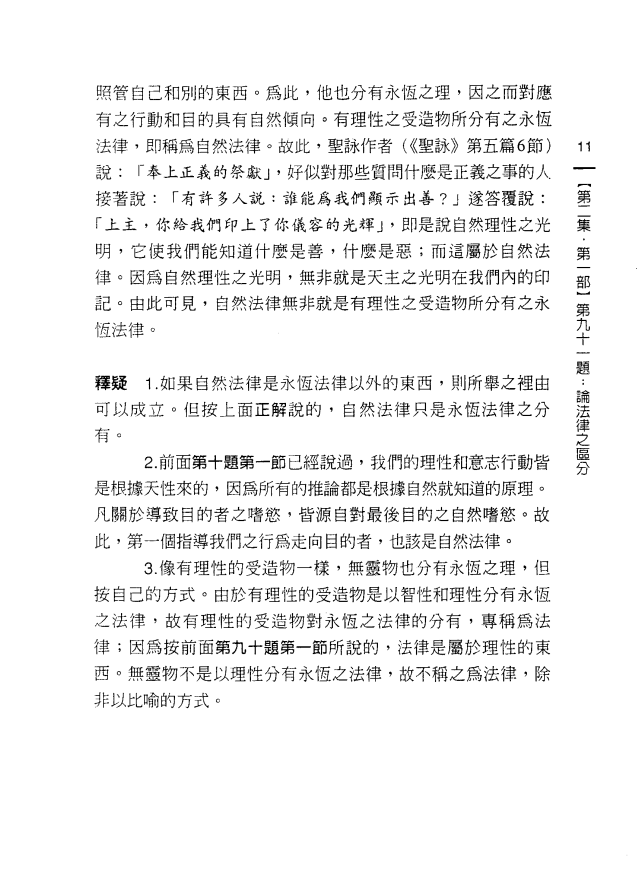 照管自己和別的東西。為此，他也分有永恆之理，因之而對應
有之行動和目的具有自然傾向。有理性之受造物所分有之永恆
法律，即稱為自然法律。故此，聖詠作者（《聖詠》第五篇6節）
說：「奉上正義的祭獻」，好似對那些質問什麼是正義之事的人
接著說：「有許多人說：誰能為我們顯示出善？」遂答覆說：
「上主，你給我們印上了你儀容的光輝」，即是說自然理性之光
明，它使我們能知道什麼是善，什麼是惡；而這屬於自然法
律。因為自然理性之光明，無非就是天主之光明在我們內的印
記。由此可見，自然法律無非就是有理性之受造物所分有之永
恆法律。
釋疑　1.如果自然法律是永恆法律以外的東西，則所舉之理由
可以成立。但按上面正解說的，自然法律只是永恆法律之分
有。
2.前面第十題第一節已經說過，我們的理性和意志行動皆
是根據天性來的，因為所有的推論都是根據自然就知道的原理。
凡關於導致目的者之嗜慾，皆源自對最後目的之自然嗜慾。故
此，第一個指導我們之行為走向目的者，也該是自然法律。
3.像有理性的受造物一樣，無靈物也分有永恆之理，但
按自己的方式。由於有理性的受造物是以智性和理性分有永恆
之法律，故有理性的受造物對永恆之法律的分有，專稱為法
律；因為按前面第九十題第一節所說的，法律是屬於理性的東
西。無靈物不是以理性分有永恆之法律，故不稱之為法律，除
非以比喻的方式。
11
【第二集·第一部】第九十一題：論法律之區分